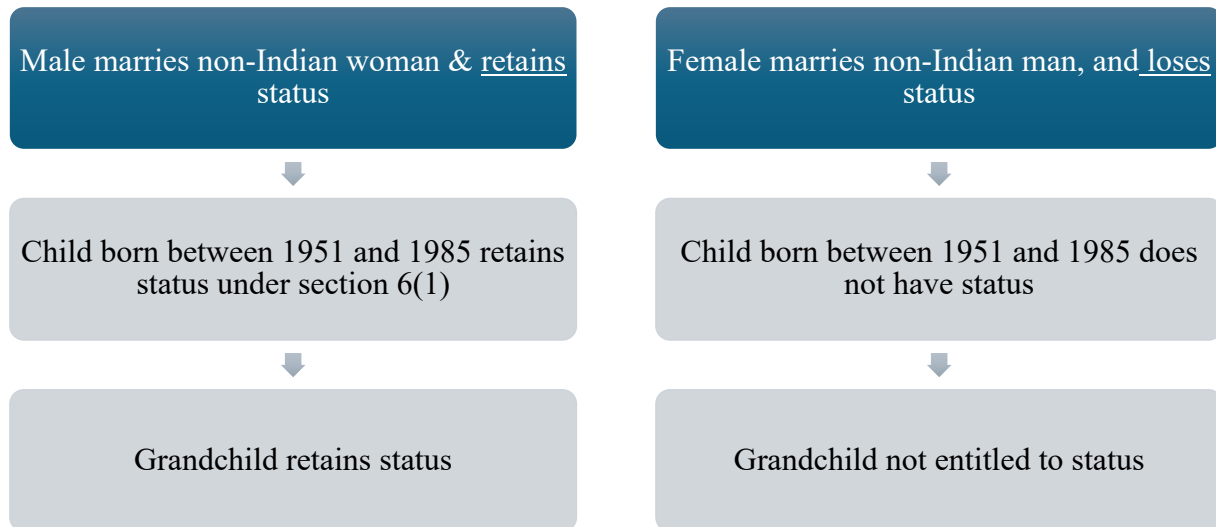 Male marries non-Indian woman & retains
status
Child born between 1951 and 1985 retains
status under section 6(1)
Grandchild retains status
Female marries non-Indian man, and loses
status
Child born between 1951 and 1985 does
not have status
Grandchild not entitled to status